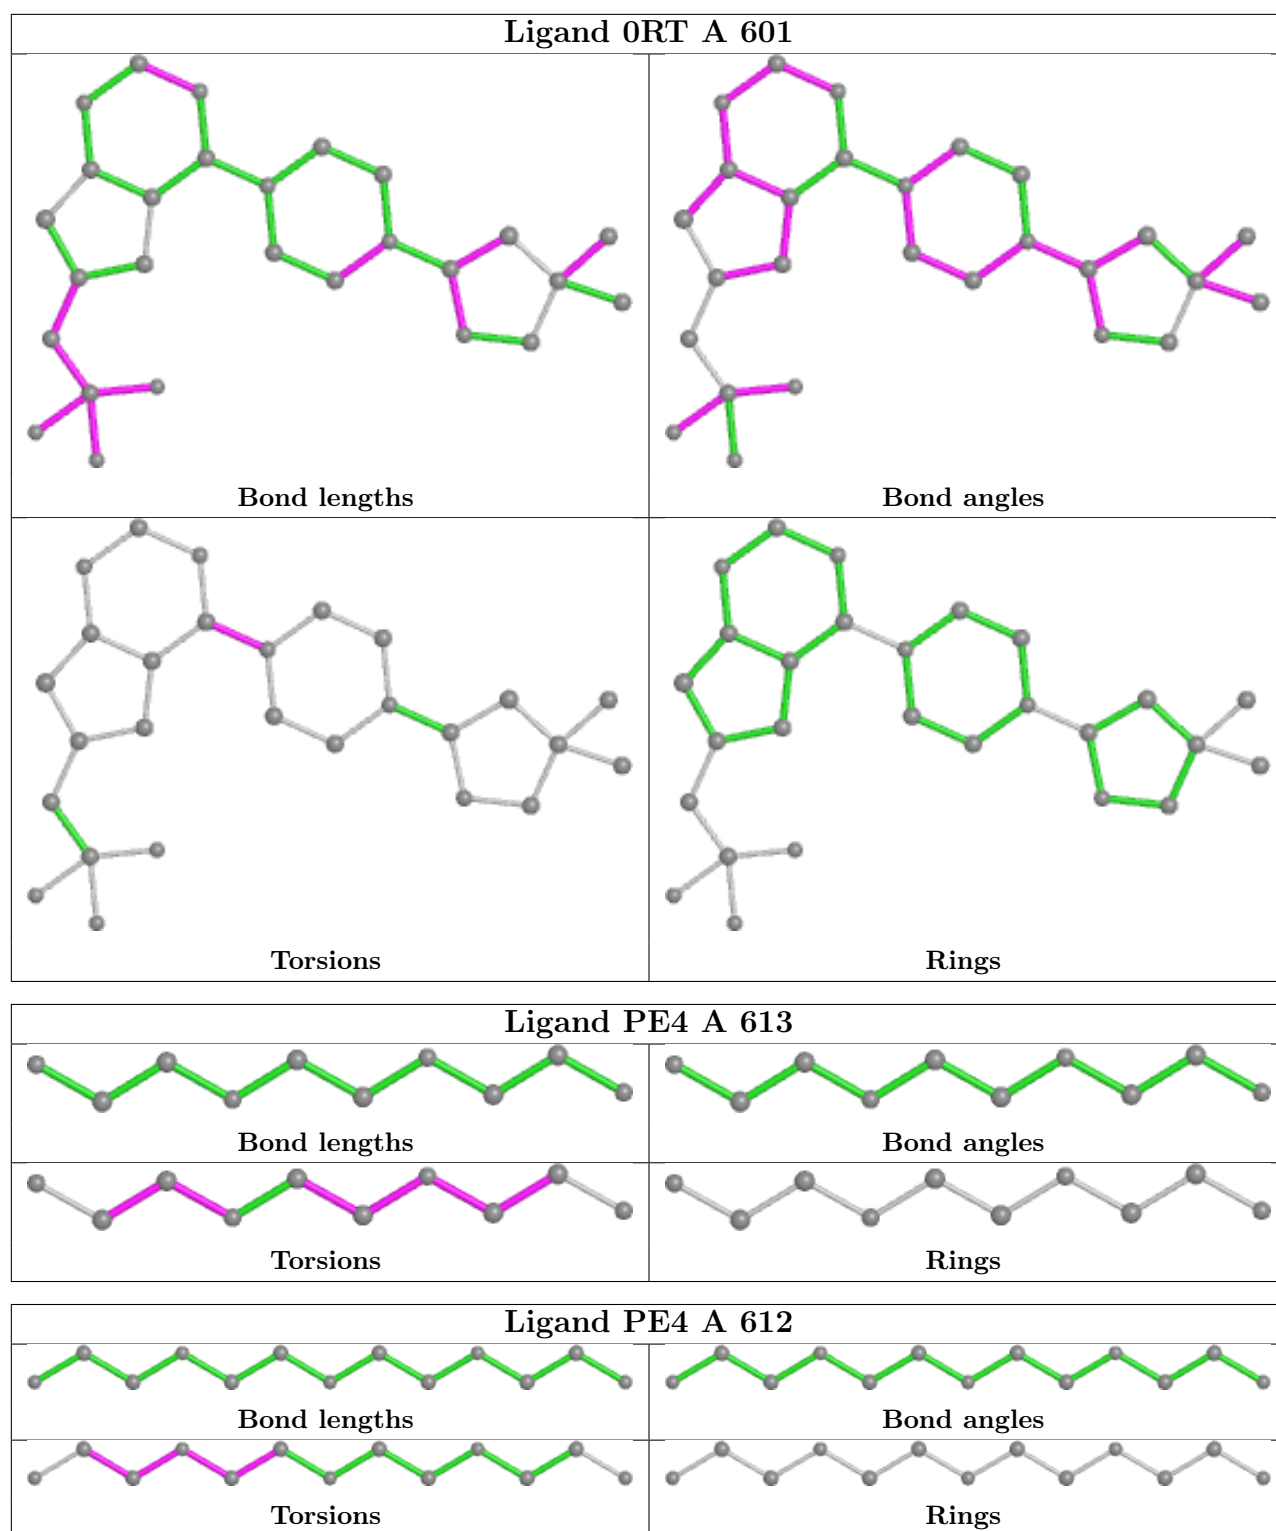 Ligand 0RT A 601
Bond lengths
Bond angles
Torsions
Rings
Ligand PE4 A 613
Bond lengths
Bond angles
Torsions
Rings
Ligand PE4 A 612
Bond lengths
Bond angles
Torsions
Rings